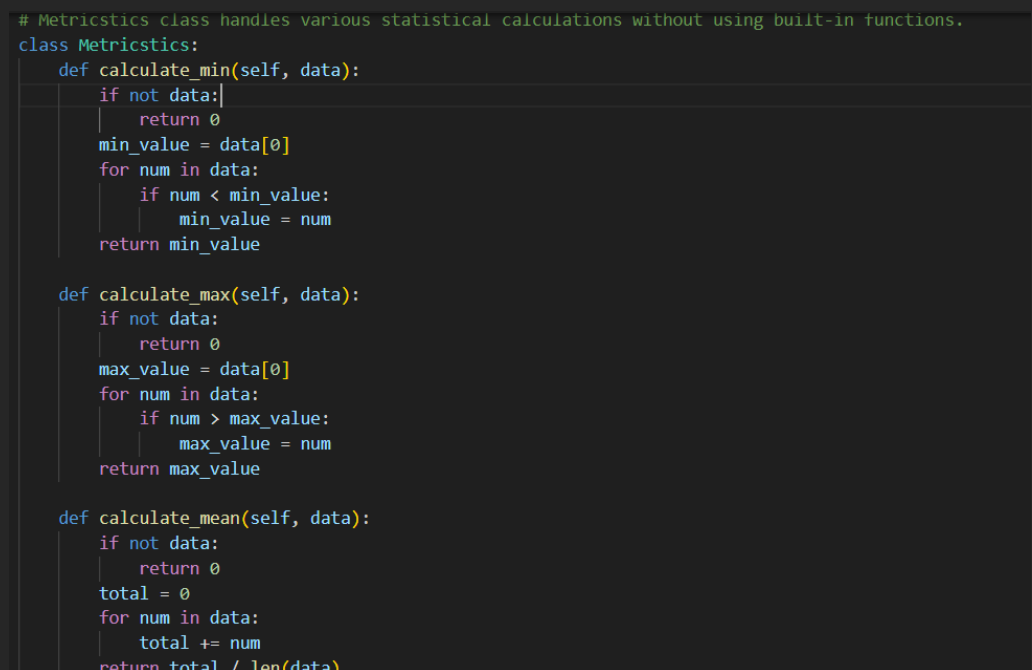 # Metricstics class handles various statistical calculations without using built-in functions.
class Metricstics:
    def calculate_min(self, data):
        if not data:
            return 0
        min_value = data[0]
        for num in data:
            if num < min_value:
                min_value = num
        return min_value

    def calculate_max(self, data):
        if not data:
            return 0
        max_value = data[0]
        for num in data:
            if num > max_value:
                max_value = num
        return max_value

    def calculate_mean(self, data):
        if not data:
            return 0
        total = 0
        for num in data:
            total += num
        return total / len(data)